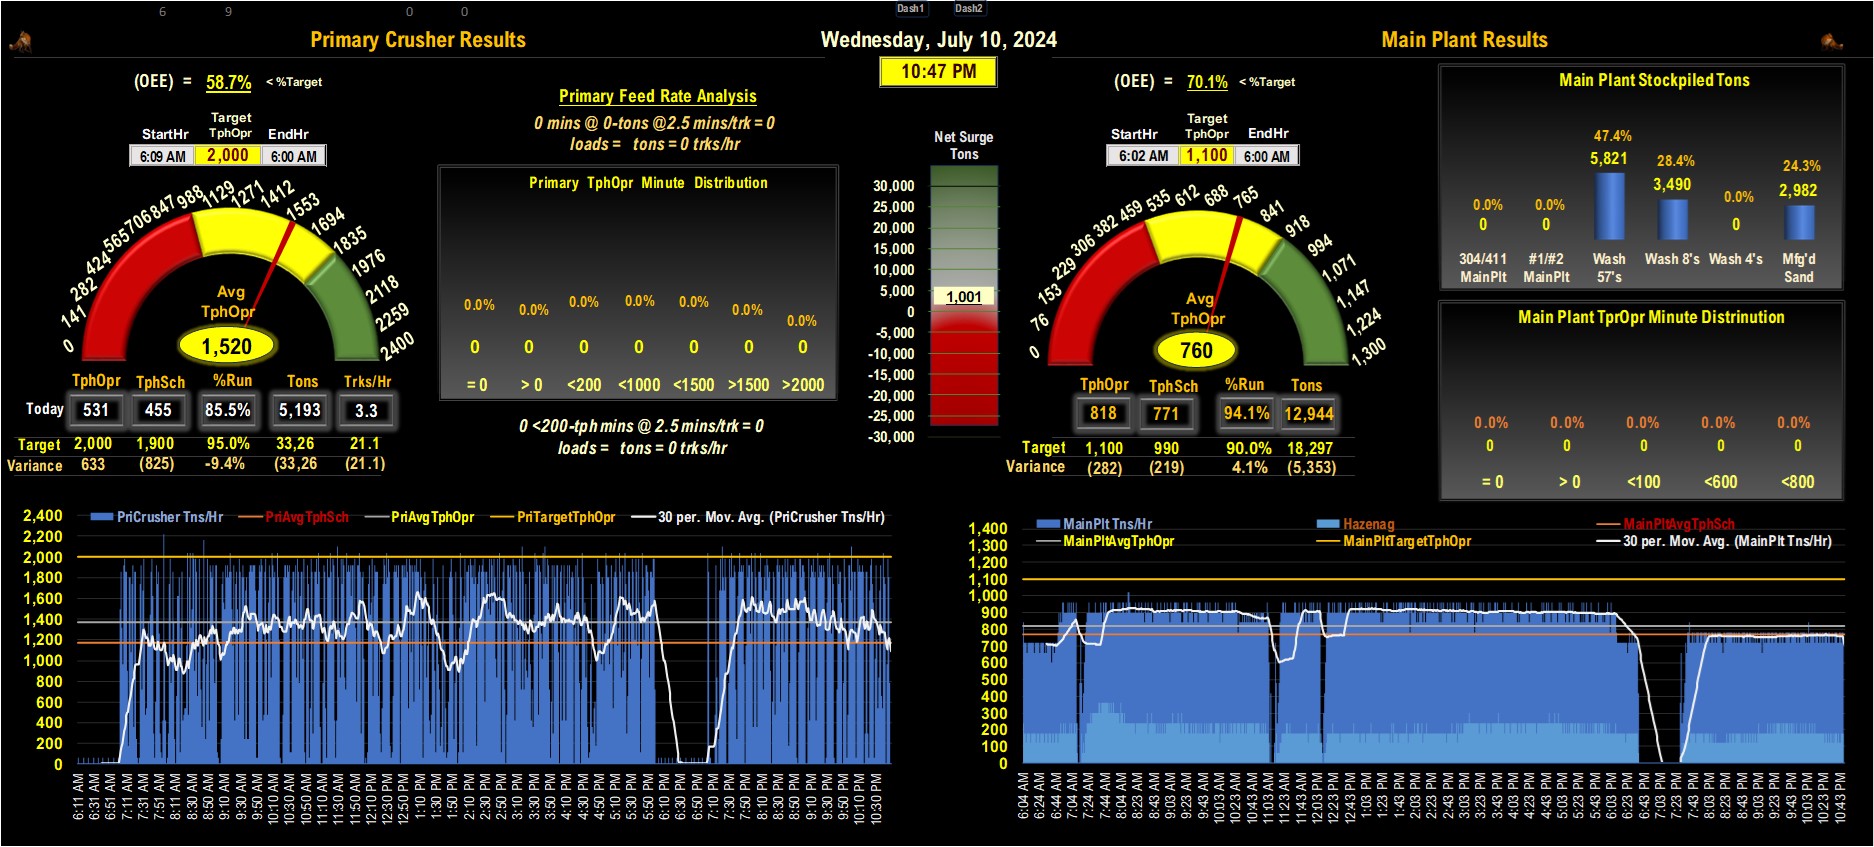 6 9 0 0 Dash1 Dash2
Primary Crusher Results
Wednesday, July 10, 2024
Main Plant Results
10:47 PM
(OEE) = 58.7% < %Target
Target
StartHr TphOpr EndHr
6:09 AM 2,000 6:00 AM
0 141 282 424 565 706 847 988 1129 1271 1412 1553 1694 1835 1976 2118 2259 2400
Avg
TphOpr
1,520
TphOpr TphSch %Run Tons Trks/Hr
Today 531 455 85.5% 5,193 3.3
Target 2,000 1,900 95.0% 33,26 21.1
Variance 633 (825) -9.4% (33,26 (21.1)
Primary Feed Rate Analysis
0 mins @ 0-tons @2.5 mins/trk = 0
loads = tons = 0 trks/hr
Primary TphOpr Minute Distribution
0.0% 0.0% 0.0% 0.0% 0.0% 0.0% 0.0%
0 0 0 0 0 0 0
= 0 > 0 <200 <1000 <1500 >1500 >2000
0 <200-tph mins @ 2.5 mins/trk = 0
loads = tons = 0 trks/hr
Net Surge
Tons
30,000
25,000
20,000
15,000
10,000
5,000
1,001
0
-5,000
-10,000
-15,000
-20,000
-25,000
-30,000
(OEE) = 70.1% < %Target
Target
StartHr TphOpr EndHr
6:02 AM 1,100 6:00 AM
0 76 153 229 306 382 459 535 612 688 765 841 918 994 1,071 1,147 1,224 1,300
Avg
TphOpr
760
TphOpr TphSch %Run Tons
818 771 94.1% 12,944
Target 1,100 990 90.0% 18,297
Variance (282) (219) 4.1% (5,353)
Main Plant Stockpiled Tons
0.0% 0.0% 47.4% 28.4% 0.0% 24.3%
0 0 5,821 3,490 0 2,982
304/411 #1/#2 Wash Wash 8's Wash 4's Mfg'd
MainPlt MainPlt 57's Sand
Main Plant TprOpr Minute Distrinution
0.0% 0.0% 0.0% 0.0% 0.0%
0 0 0 0 0
= 0 > 0 <100 <600 <800
PriCrusher Tns/Hr PriAvgTphSch PriAvgTphOpr PriTargetTphOpr 30 per. Mov. Avg. (PriCrusher Tns/Hr)
2,400
2,200
2,000
1,800
1,600
1,400
1,200
1,000
800
600
400
200
0
6:11 AM 6:31 AM 6:51 AM 7:11 AM 7:31 AM 7:51 AM 8:11 AM 8:30 AM 8:50 AM 9:10 AM 9:30 AM 9:50 AM 10:10 AM 10:30 AM 10:50 AM 11:10 AM 11:30 AM 11:50 AM 12:10 PM 12:30 PM 12:50 PM 1:10 PM 1:30 PM 1:50 PM 2:10 PM 2:30 PM 2:50 PM 3:10 PM 3:30 PM 3:50 PM 4:10 PM 4:30 PM 4:50 PM 5:10 PM 5:30 PM 5:50 PM 6:10 PM 6:30 PM 6:50 PM 7:10 PM 7:30 PM 7:50 PM 8:10 PM 8:30 PM 8:50 PM 9:10 PM 9:30 PM 9:50 PM 10:10 PM 10:30 PM
MainPlt Tns/Hr Hazenag MainPltAvgTphSch
MainPltAvgTphOpr MainPltTargetTphOpr 30 per. Mov. Avg. (MainPlt Tns/Hr)
1,400
1,300
1,200
1,100
1,000
900
800
700
600
500
400
300
200
100
0
6:04 AM 6:24 AM 6:44 AM 7:04 AM 7:24 AM 7:44 AM 8:04 AM 8:23 AM 8:43 AM 9:03 AM 9:23 AM 9:43 AM 10:03 AM 10:23 AM 10:43 AM 11:03 AM 11:23 AM 11:43 AM 12:03 PM 12:23 PM 12:43 PM 1:03 PM 1:23 PM 1:43 PM 2:03 PM 2:23 PM 2:43 PM 3:03 PM 3:23 PM 3:43 PM 4:03 PM 4:23 PM 4:43 PM 5:03 PM 5:23 PM 5:43 PM 6:03 PM 6:23 PM 6:43 PM 7:03 PM 7:23 PM 7:43 PM 8:03 PM 8:23 PM 8:43 PM 9:03 PM 9:23 PM 9:43 PM 10:03 PM 10:23 PM 10:43 PM